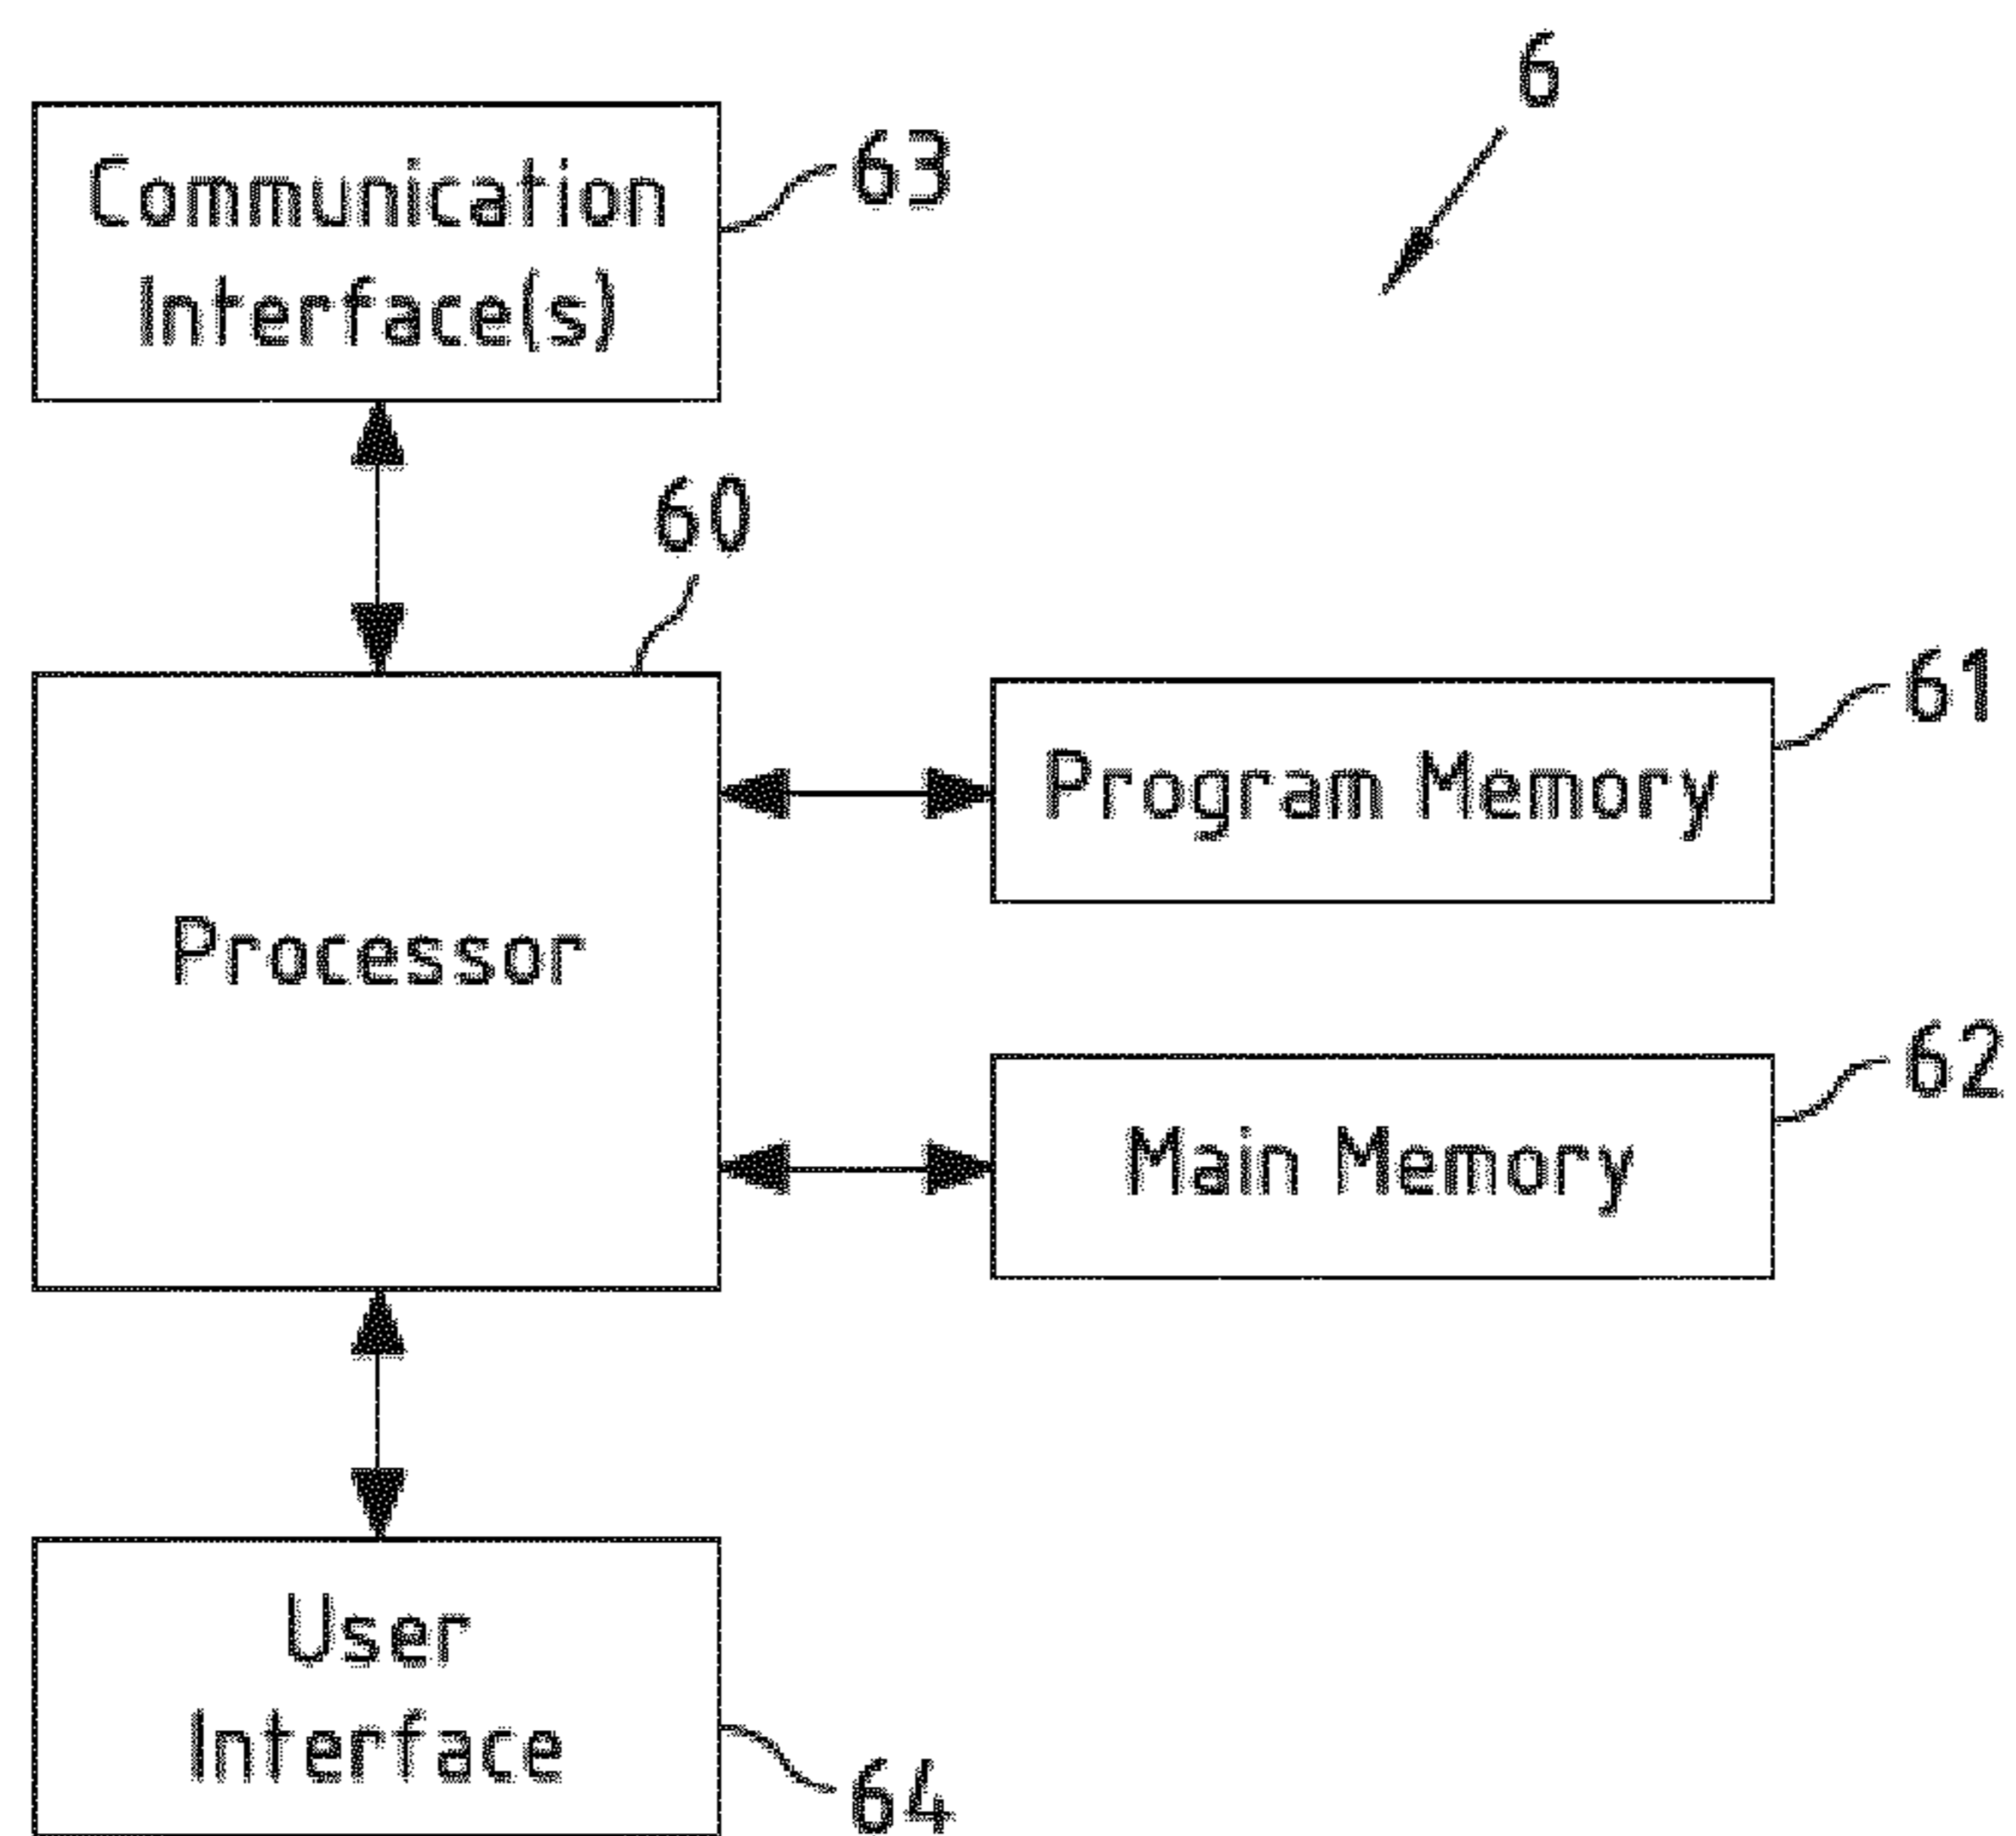 6
Communication
Interface(s)
63
60
Processor
Program Memory
61
Main Memory
62
User
Interface
64